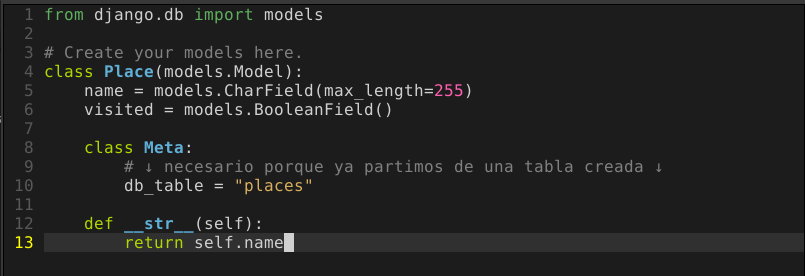 1 from django.db import models
2
3 # Create your models here.
4 class Place(models.Model):
5     name = models.CharField(max_length=255)
6     visited = models.BooleanField()
7
8     class Meta:
9         # ↓ necesario porque ya partimos de una tabla creada ↓
10         db_table = "places"
11
12     def __str__(self):
13         return self.name